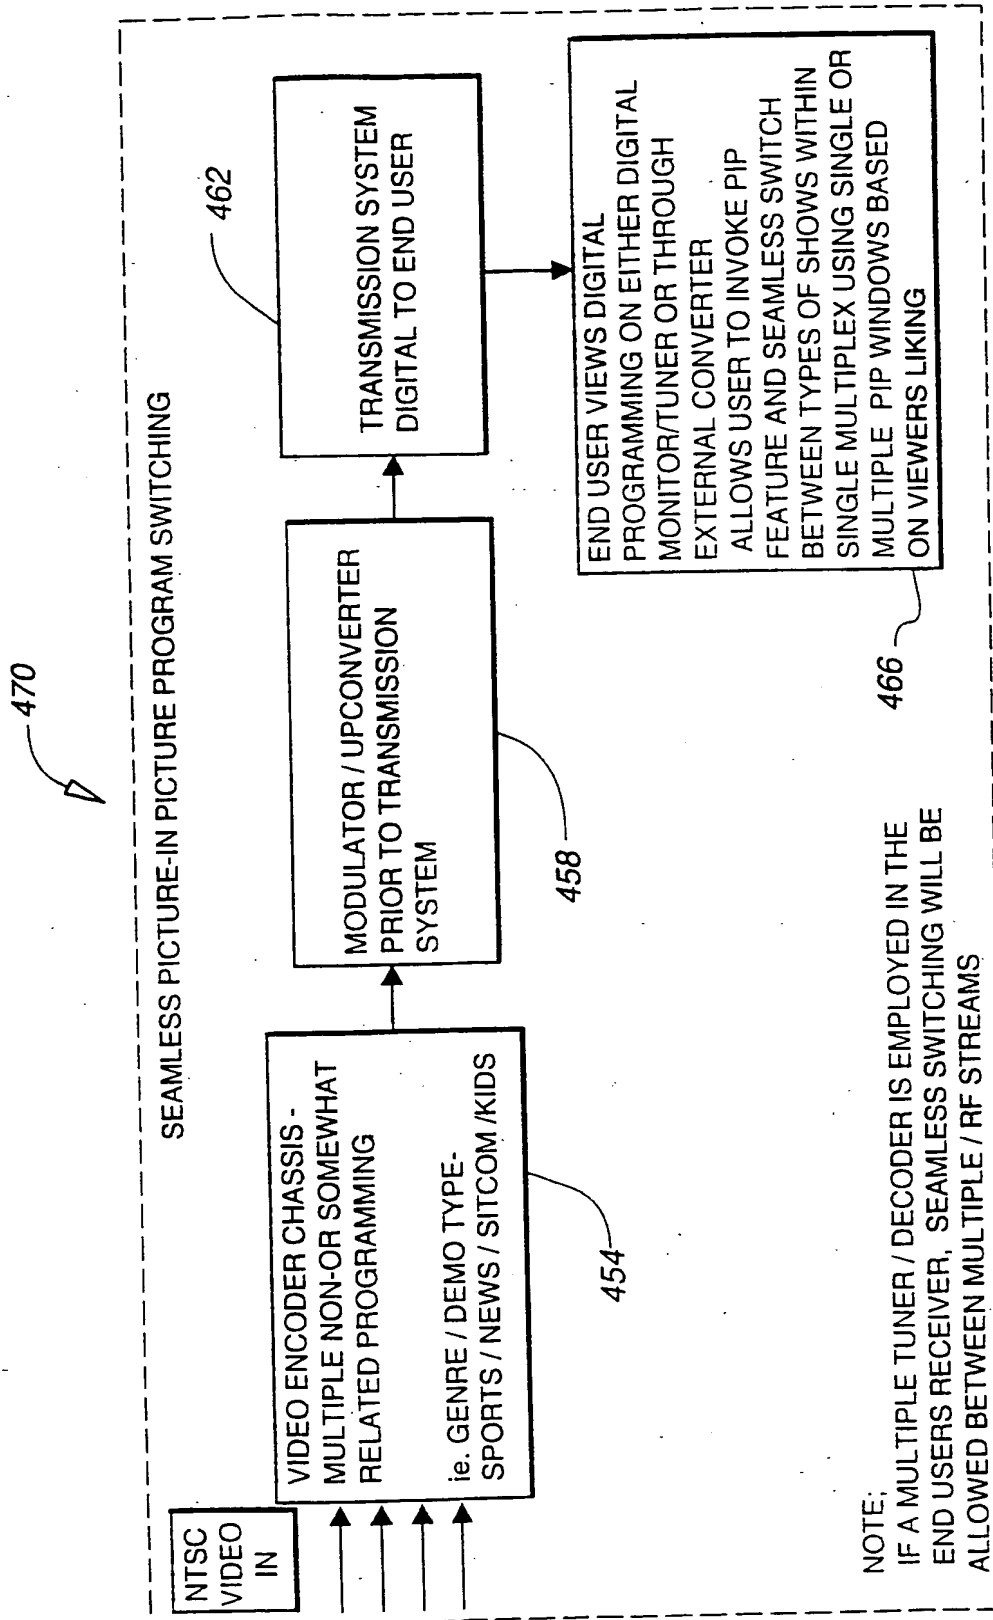 470
SEAMLESS PICTURE-IN PICTURE PROGRAM SWITCHING
NTSC
VIDEO
IN
VIDEO ENCODER CHASSIS -
MULTIPLE NON-OR SOMEWHAT
RELATED PROGRAMMING
ie. GENRE / DEMO TYPE-
SPORTS / NEWS / SITCOM /KIDS
454
MODULATOR / UPCONVERTER
PRIOR TO TRANSMISSION
SYSTEM
458
TRANSMISSION SYSTEM
DIGITAL TO END USER
462
END USER VIEWS DIGITAL
PROGRAMMING ON EITHER DIGITAL
MONITOR/TUNER OR THROUGH
EXTERNAL CONVERTER
ALLOWS USER TO INVOKE PIP
FEATURE AND SEAMLESS SWITCH
BETWEEN TYPES OF SHOWS WITHIN
SINGLE MULTIPLEX USING SINGLE OR
MULTIPLE PIP WINDOWS BASED
ON VIEWERS LIKING
466
NOTE;
IF A MULTIPLE TUNER / DECODER IS EMPLOYED IN THE
END USERS RECEIVER, SEAMLESS SWITCHING WILL BE
ALLOWED BETWEEN MULTIPLE / RF STREAMS